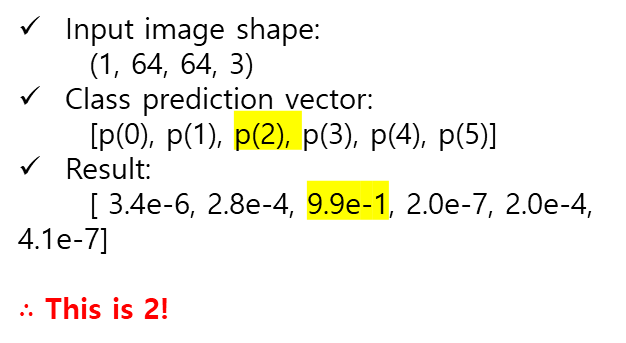 ✓ Input image shape:
(1, 64, 64, 3)
✓ Class prediction vector:
[p(0), p(1), p(2), p(3), p(4), p(5)]
✓ Result:
[ 3.4e-6, 2.8e-4, 9.9e-1, 2.0e-7, 2.0e-4,
4.1e-7]
∴ This is 2!